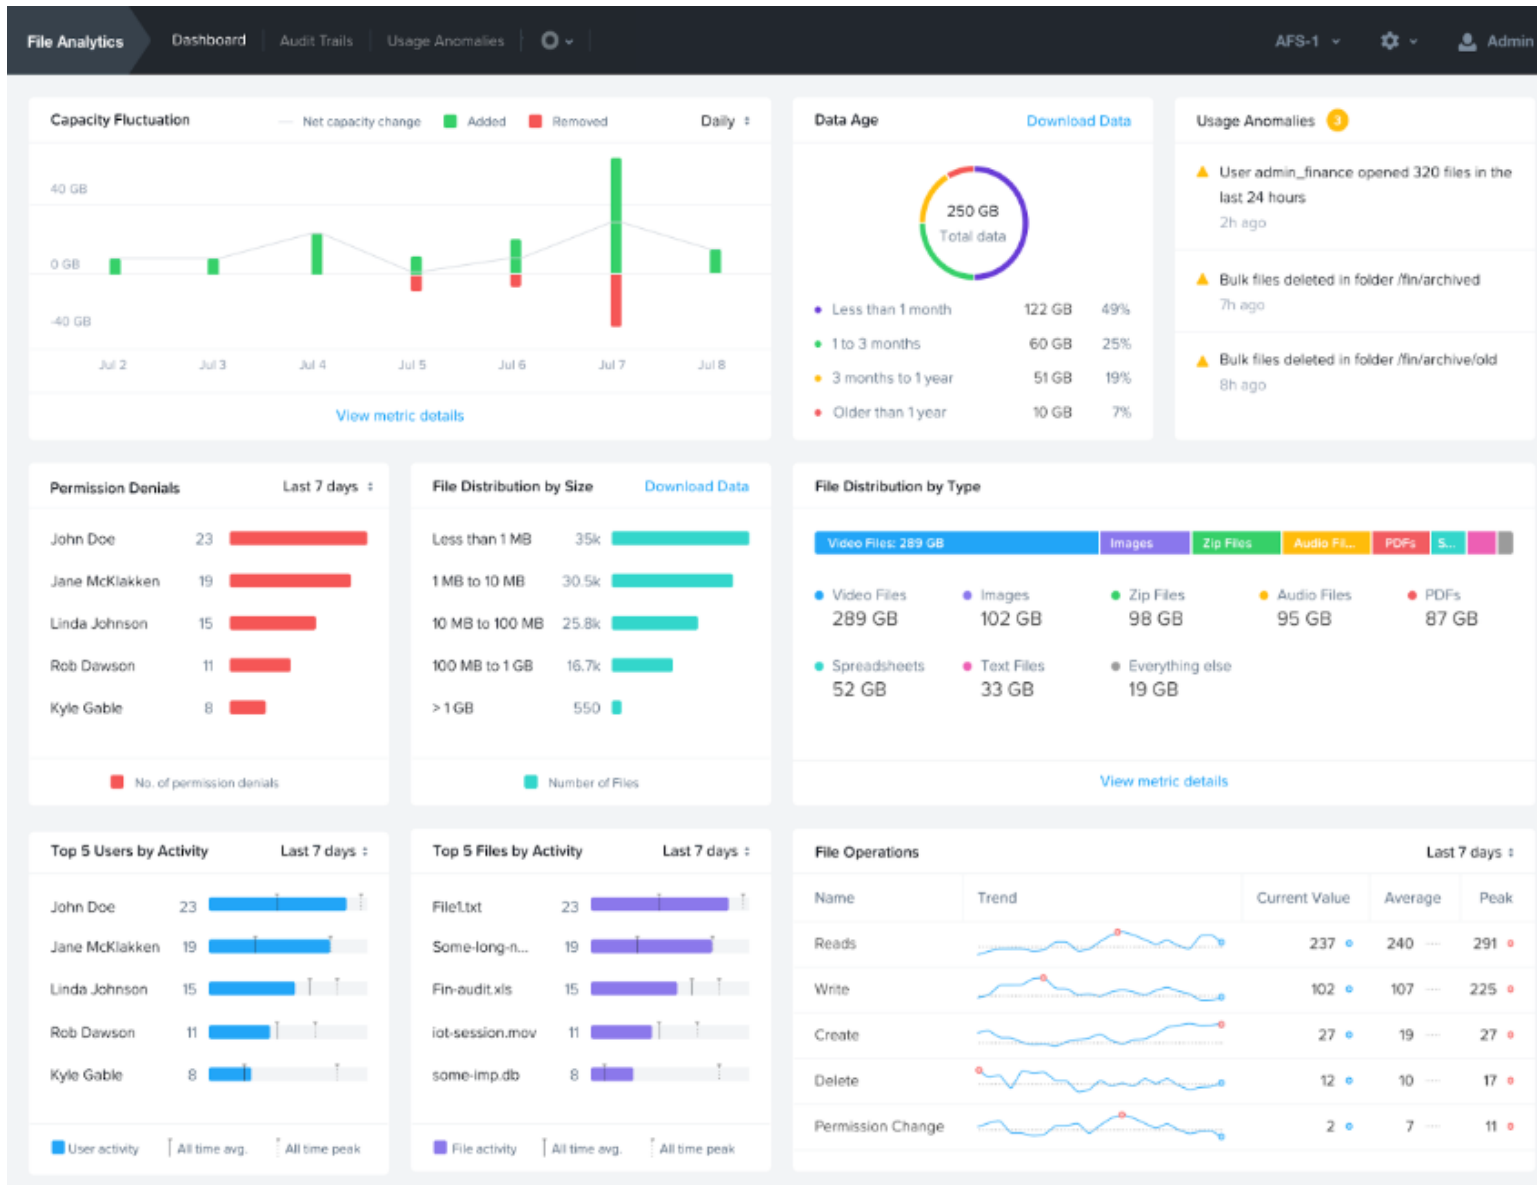 File Analytics Dashboard Audit Trails Usage Anomalies AFS-1 Admin
Capacity Fluctuation Net capacity change Added Removed Daily
40 GB
0 GB
-40 GB
Jul 2 Jul 3 Jul 4 Jul 5 Jul 6 Jul 7 Jul 8
View metric details
Data Age Download Data
250 GB
Total data
Less than 1 month 122 GB 49%
1 to 3 months 60 GB 25%
3 months to 1 year 51 GB 19%
Older than 1 year 10 GB 7%
Usage Anomalies 3
User admin_finance opened 320 files in the
last 24 hours
2h ago
Bulk files deleted in folder /fin/archived
7h ago
Bulk files deleted in folder /fin/archive/old
8h ago
Permission Denials Last 7 days
John Doe 23
Jane McKlakken 19
Linda Johnson 15
Rob Dawson 11
Kyle Gable 8
No. of permission denials
File Distribution by Size Download Data
Less than 1 MB 35k
1 MB to 10 MB 30.5k
10 MB to 100 MB 25.8k
100 MB to 1 GB 16.7k
> 1 GB 550
Number of Files
File Distribution by Type
Video Files: 289 GB Images Zip Files Audio Fil... PDFs S...
Video Files Images Zip Files Audio Files PDFs
289 GB 102 GB 98 GB 95 GB 87 GB
Spreadsheets Text Files Everything else
52 GB 33 GB 19 GB
View metric details
Top 5 Users by Activity Last 7 days
John Doe 23
Jane McKlakken 19
Linda Johnson 15
Rob Dawson 11
Kyle Gable 8
User activity All time avg. All time peak
Top 5 Files by Activity Last 7 days
File1.txt 23
Some-long-n... 19
Fin-audit.xls 15
iot-session.mov 11
some-imp.db 8
File activity All time avg. All time peak
File Operations Last 7 days
Name Trend Current Value Average Peak
Reads 237 240 291
Write 102 107 225
Create 27 19 27
Delete 12 10 17
Permission Change 2 7 11